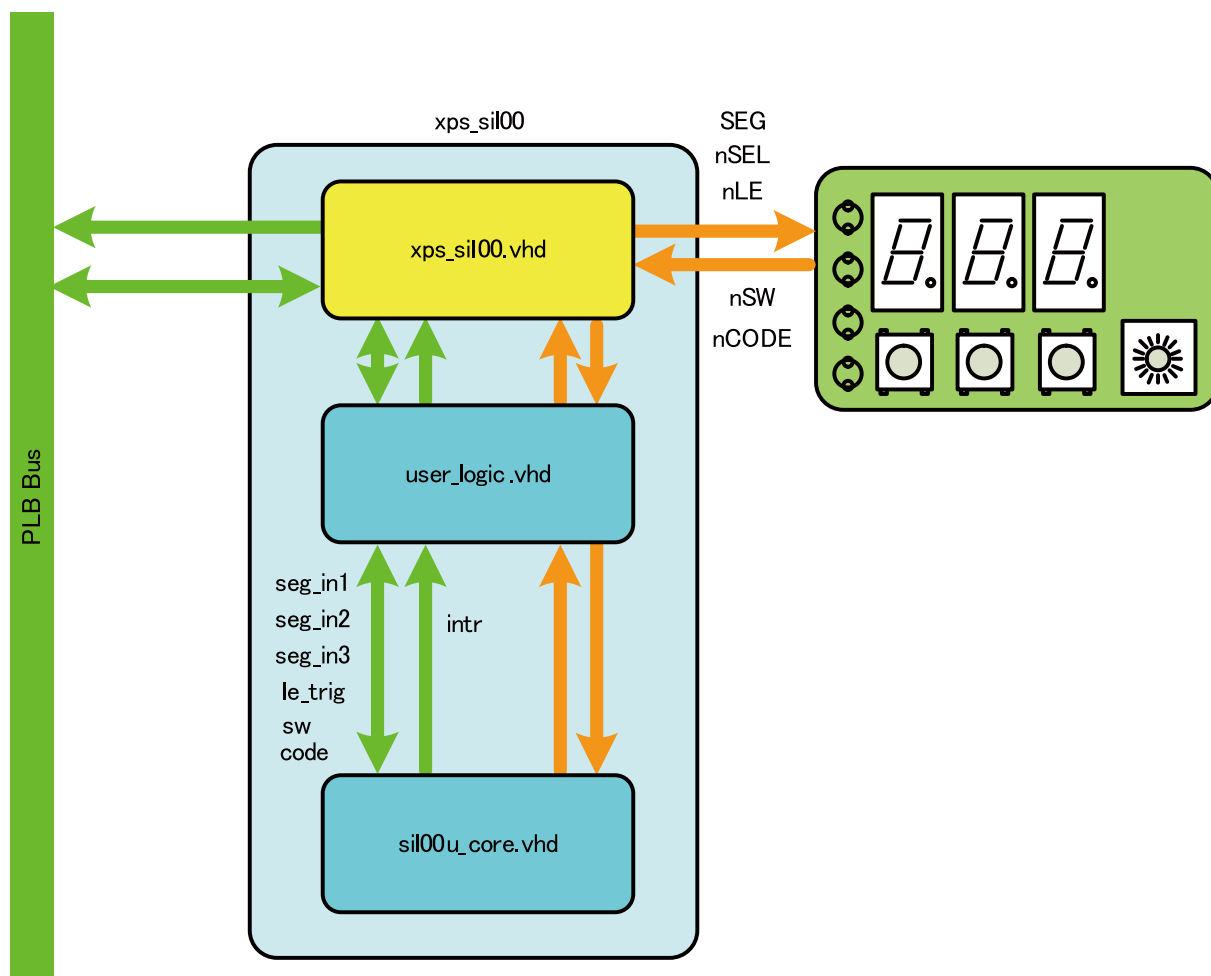 xps_sil00
SEG
nSEL
nLE
xps_sil00.vhd
nSW
nCODE
user_logic.vhd
PLB Bus
seg_in1
seg_in2
seg_in3
le_trig
sw
code
intr
sil00u_core.vhd